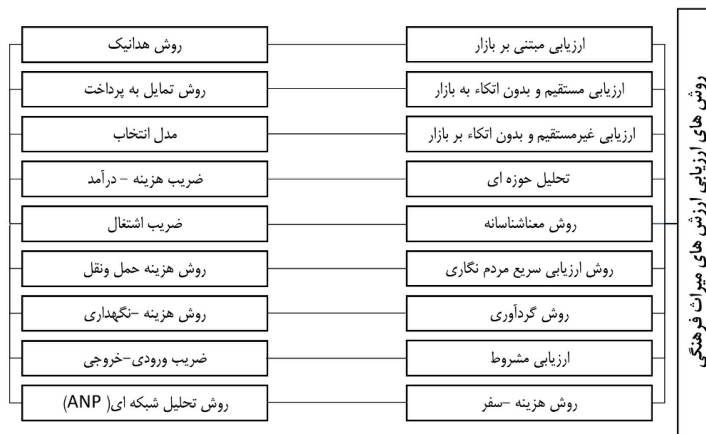 روش های ارزیابی ارزش های میراث فرهنگی
ارزیابی مبتنی بر بازار
روش هدانیک
ارزیابی مستقیم و بدون اتکاء به بازار
روش تمایل به پرداخت
ارزیابی غیرمستقیم و بدون اتکاء بر بازار
مدل انتخاب
تحلیل حوزه ای
ضریب هزینه - درآمد
روش معناشناسانه
ضریب اشتغال
روش ارزیابی سریع مردم نگاری
روش هزینه حمل ونقل
روش گردآوری
روش هزینه -نگهداری
ارزیابی مشروط
ضریب ورودی-خروجی
روش هزینه -سفر
روش تحلیل شبکه ای( ANP)